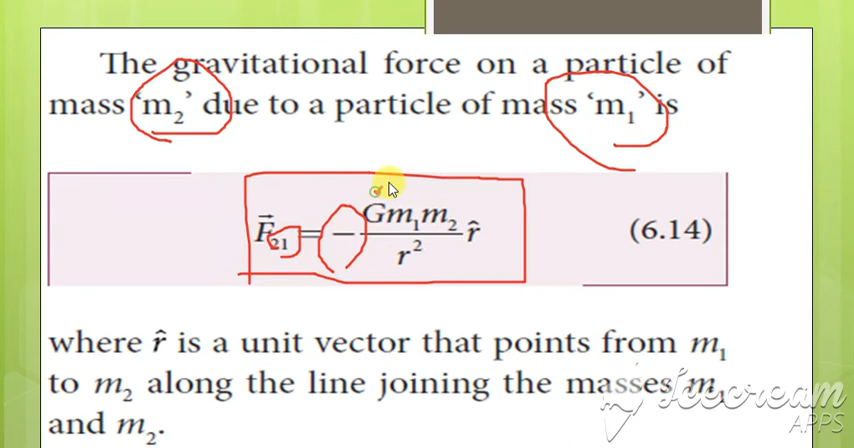 The gravitational force on a particle of
mass ‘m₂’ due to a particle of mass ‘m₁’ is
F⃗₂₁ = − Gm₁m₂ / r² r̂ (6.14)
where r̂ is a unit vector that points from m₁
to m₂ along the line joining the masses m₁
and m₂.
Icecream
APPS